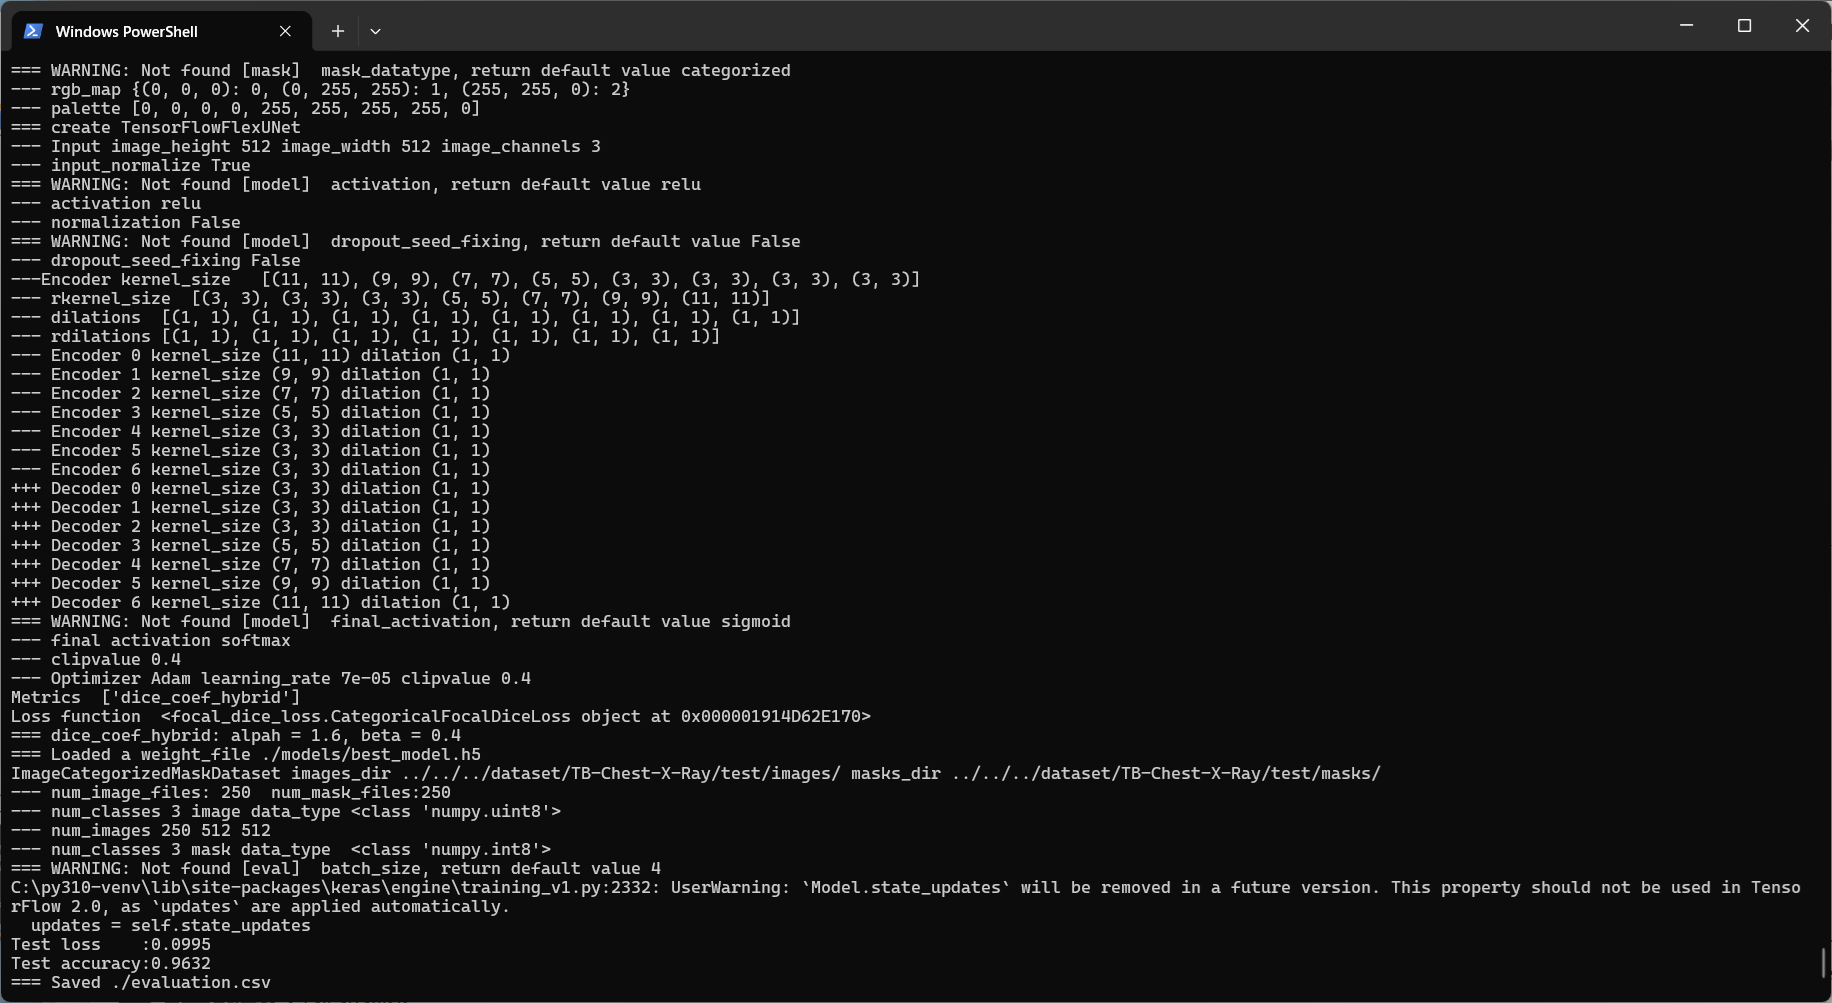 Windows PowerShell
=== WARNING: Not found [mask]  mask_datatype, return default value categorized
--- rgb_map {(0, 0, 0): 0, (0, 255, 255): 1, (255, 255, 0): 2}
--- palette [0, 0, 0, 0, 255, 255, 255, 255, 0]
=== create TensorFlowFlexUNet
--- Input image_height 512 image_width 512 image_channels 3
--- input_normalize True
=== WARNING: Not found [model]  activation, return default value relu
--- activation relu
--- normalization False
=== WARNING: Not found [model]  dropout_seed_fixing, return default value False
--- dropout_seed_fixing False
---Encoder kernel_size   [(11, 11), (9, 9), (7, 7), (5, 5), (3, 3), (3, 3), (3, 3), (3, 3)]
--- rkernel_size  [(3, 3), (3, 3), (3, 3), (5, 5), (7, 7), (9, 9), (11, 11)]
--- dilations  [(1, 1), (1, 1), (1, 1), (1, 1), (1, 1), (1, 1), (1, 1), (1, 1)]
--- rdilations [(1, 1), (1, 1), (1, 1), (1, 1), (1, 1), (1, 1), (1, 1)]
--- Encoder 0 kernel_size (11, 11) dilation (1, 1)
--- Encoder 1 kernel_size (9, 9) dilation (1, 1)
--- Encoder 2 kernel_size (7, 7) dilation (1, 1)
--- Encoder 3 kernel_size (5, 5) dilation (1, 1)
--- Encoder 4 kernel_size (3, 3) dilation (1, 1)
--- Encoder 5 kernel_size (3, 3) dilation (1, 1)
--- Encoder 6 kernel_size (3, 3) dilation (1, 1)
+++ Decoder 0 kernel_size (3, 3) dilation (1, 1)
+++ Decoder 1 kernel_size (3, 3) dilation (1, 1)
+++ Decoder 2 kernel_size (3, 3) dilation (1, 1)
+++ Decoder 3 kernel_size (5, 5) dilation (1, 1)
+++ Decoder 4 kernel_size (7, 7) dilation (1, 1)
+++ Decoder 5 kernel_size (9, 9) dilation (1, 1)
+++ Decoder 6 kernel_size (11, 11) dilation (1, 1)
=== WARNING: Not found [model]  final_activation, return default value sigmoid
--- final activation softmax
--- clipvalue 0.4
--- Optimizer Adam learning_rate 7e-05 clipvalue 0.4
Metrics  ['dice_coef_hybrid']
Loss function  <focal_dice_loss.CategoricalFocalDiceLoss object at 0x000001914D62E170>
=== dice_coef_hybrid: alpah = 1.6, beta = 0.4
=== Loaded a weight_file ./models/best_model.h5
ImageCategorizedMaskDataset images_dir ../../../dataset/TB-Chest-X-Ray/test/images/ masks_dir ../../../dataset/TB-Chest-X-Ray/test/masks/
--- num_image_files: 250  num_mask_files:250
--- num_classes 3 image data_type <class 'numpy.uint8'>
--- num_images 250 512 512
--- num_classes 3 mask data_type  <class 'numpy.int8'>
=== WARNING: Not found [eval]  batch_size, return default value 4
C:\py310-venv\lib\site-packages\keras\engine\training_v1.py:2332: UserWarning: `Model.state_updates` will be removed in a future version. This property should not be used in Tenso
rFlow 2.0, as `updates` are applied automatically.
  updates = self.state_updates
Test loss    :0.0995
Test accuracy:0.9632
=== Saved ./evaluation.csv